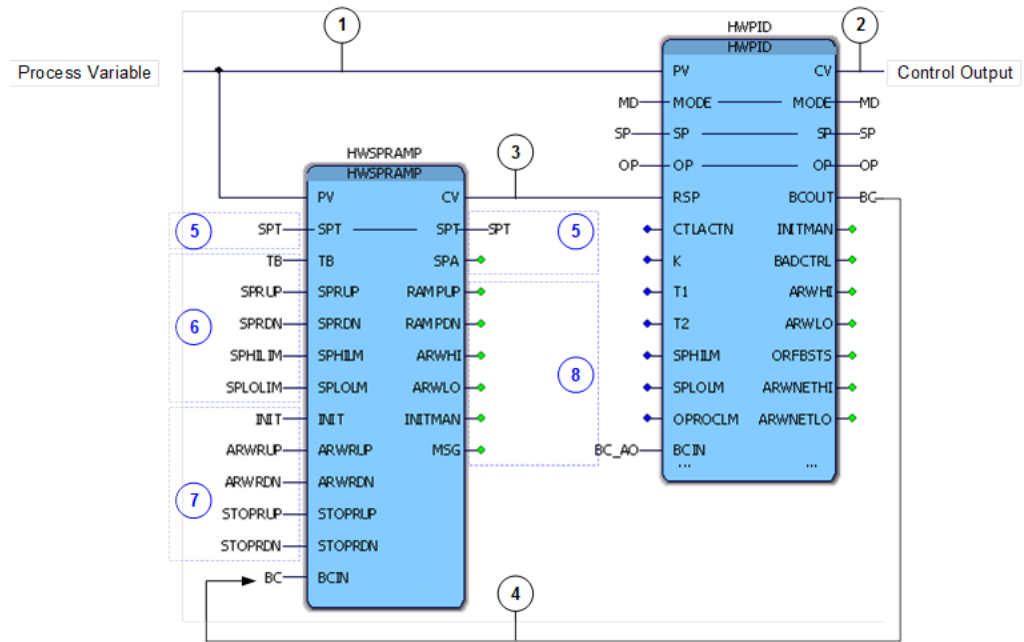 1
2
HWPID
HWPID
Process Variable
PV CV
Control Output
MD MODE MODE MD
SP SP SP SP
OP OP OP OP
3
HWSPRAMP
HWSPRAMP
PV CV
RSP BCOUT BC
5 SPT SPT SPT SPT 5
CTLACTN INITMAN
TB TB SPA
K BADCTRL
SPRUP SPRUP RAMPUP
T1 ARWHI
6 SPRDN SPRDN RAMPDN
T2 ARWLO
SPHILIM SPHILM ARWHI
SPHILM ORFBSTS
8
SPLOLIM SPLOLM ARWLO
SPLOLM ARWNETHI
INIT INIT INITMAN
OPROCLM ARWNETLO
ARWRUP ARWRUP MSG
BC_AO BCIN
... ...
ARWRDN ARWRDN
7
STOPRUP STOPRUP
STOPRDN STOPRDN
BC BCIN
4